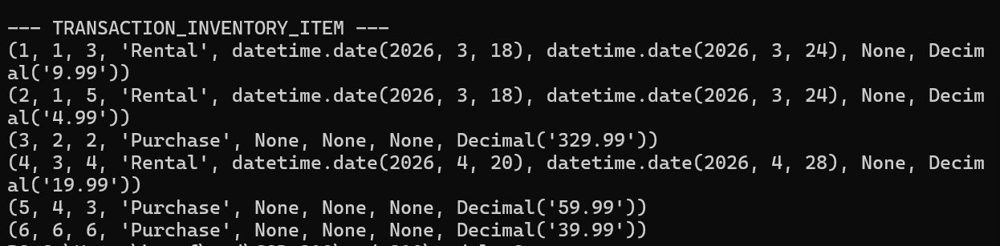 --- TRANSACTION_INVENTORY_ITEM ---
(1, 1, 3, 'Rental', datetime.date(2026, 3, 18), datetime.date(2026, 3, 24), None, Decim
al('9.99'))
(2, 1, 5, 'Rental', datetime.date(2026, 3, 18), datetime.date(2026, 3, 24), None, Decim
al('4.99'))
(3, 2, 2, 'Purchase', None, None, None, Decimal('329.99'))
(4, 3, 4, 'Rental', datetime.date(2026, 4, 20), datetime.date(2026, 4, 28), None, Decim
al('19.99'))
(5, 4, 3, 'Purchase', None, None, None, Decimal('59.99'))
(6, 6, 6, 'Purchase', None, None, None, Decimal('39.99'))